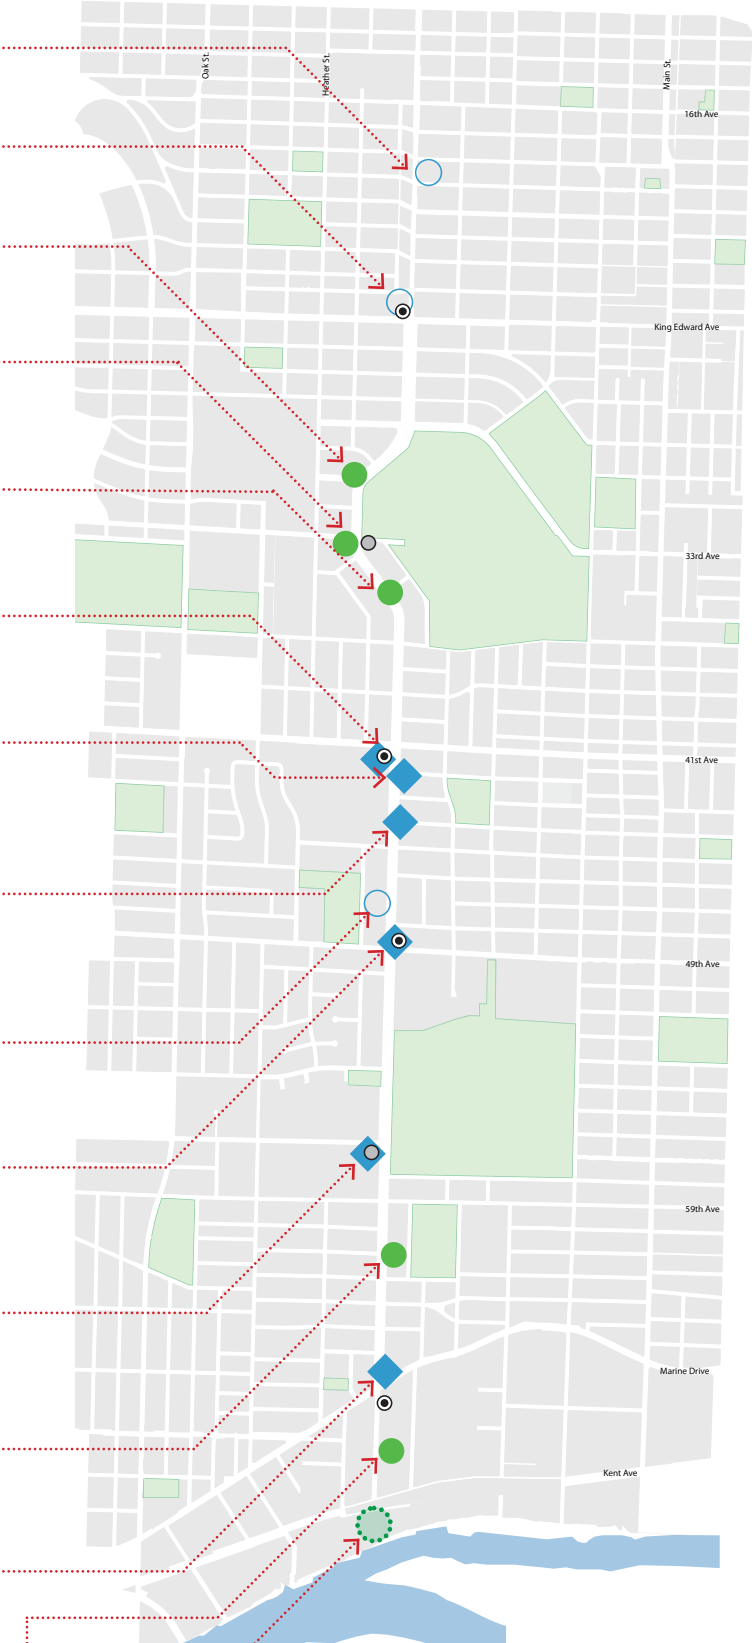 Oak St.
Heather St.
Main St.
16th Ave
King Edward Ave
33rd Ave
41st Ave
49th Ave
59th Ave
Marine Drive
Kent Ave